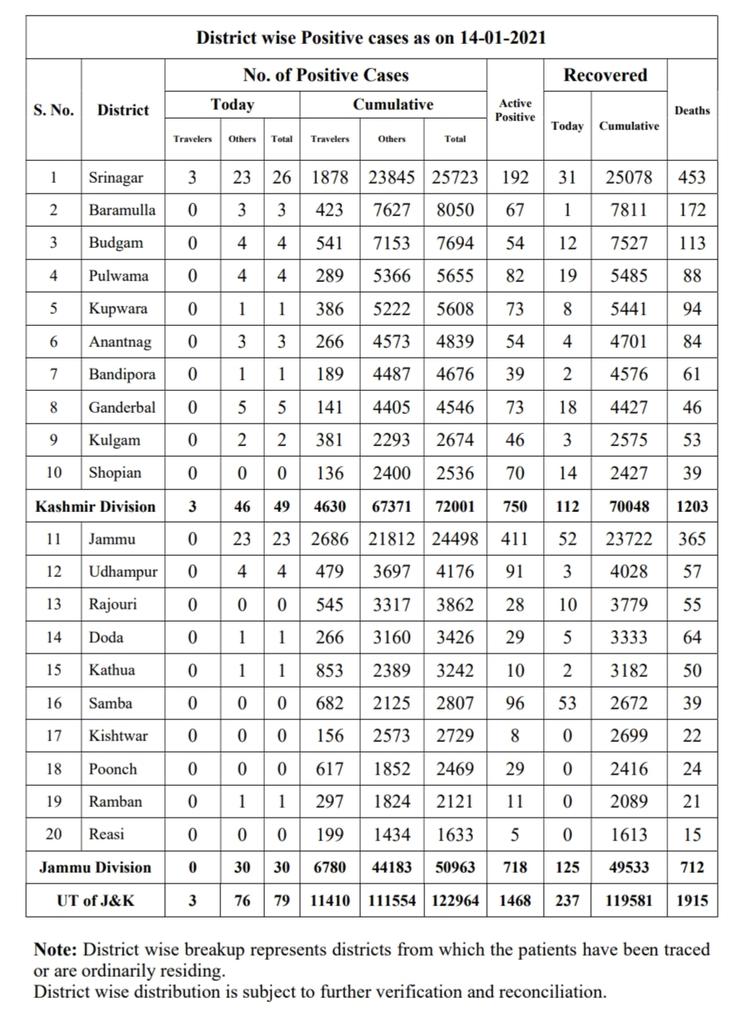 District wise Positive cases as on 14-01-2021
S. No. District No. of Positive Cases Active Positive Recovered Deaths
Today Cumulative Today Cumulative
Travelers Others Total Travelers Others Total
1 Srinagar 3 23 26 1878 23845 25723 192 31 25078 453
2 Baramulla 0 3 3 423 7627 8050 67 1 7811 172
3 Budgam 0 4 4 541 7153 7694 54 12 7527 113
4 Pulwama 0 4 4 289 5366 5655 82 19 5485 88
5 Kupwara 0 1 1 386 5222 5608 73 8 5441 94
6 Anantnag 0 3 3 266 4573 4839 54 4 4701 84
7 Bandipora 0 1 1 189 4487 4676 39 2 4576 61
8 Ganderbal 0 5 5 141 4405 4546 73 18 4427 46
9 Kulgam 0 2 2 381 2293 2674 46 3 2575 53
10 Shopian 0 0 0 136 2400 2536 70 14 2427 39
Kashmir Division 3 46 49 4630 67371 72001 750 112 70048 1203
11 Jammu 0 23 23 2686 21812 24498 411 52 23722 365
12 Udhampur 0 4 4 479 3697 4176 91 3 4028 57
13 Rajouri 0 0 0 545 3317 3862 28 10 3779 55
14 Doda 0 1 1 266 3160 3426 29 5 3333 64
15 Kathua 0 1 1 853 2389 3242 10 2 3182 50
16 Samba 0 0 0 682 2125 2807 96 53 2672 39
17 Kishtwar 0 0 0 156 2573 2729 8 0 2699 22
18 Poonch 0 0 0 617 1852 2469 29 0 2416 24
19 Ramban 0 1 1 297 1824 2121 11 0 2089 21
20 Reasi 0 0 0 199 1434 1633 5 0 1613 15
Jammu Division 0 30 30 6780 44183 50963 718 125 49533 712
UT of J&K 3 76 79 11410 111554 122964 1468 237 119581 1915
Note: District wise breakup represents districts from which the patients have been traced
or are ordinarily residing.
District wise distribution is subject to further verification and reconciliation.